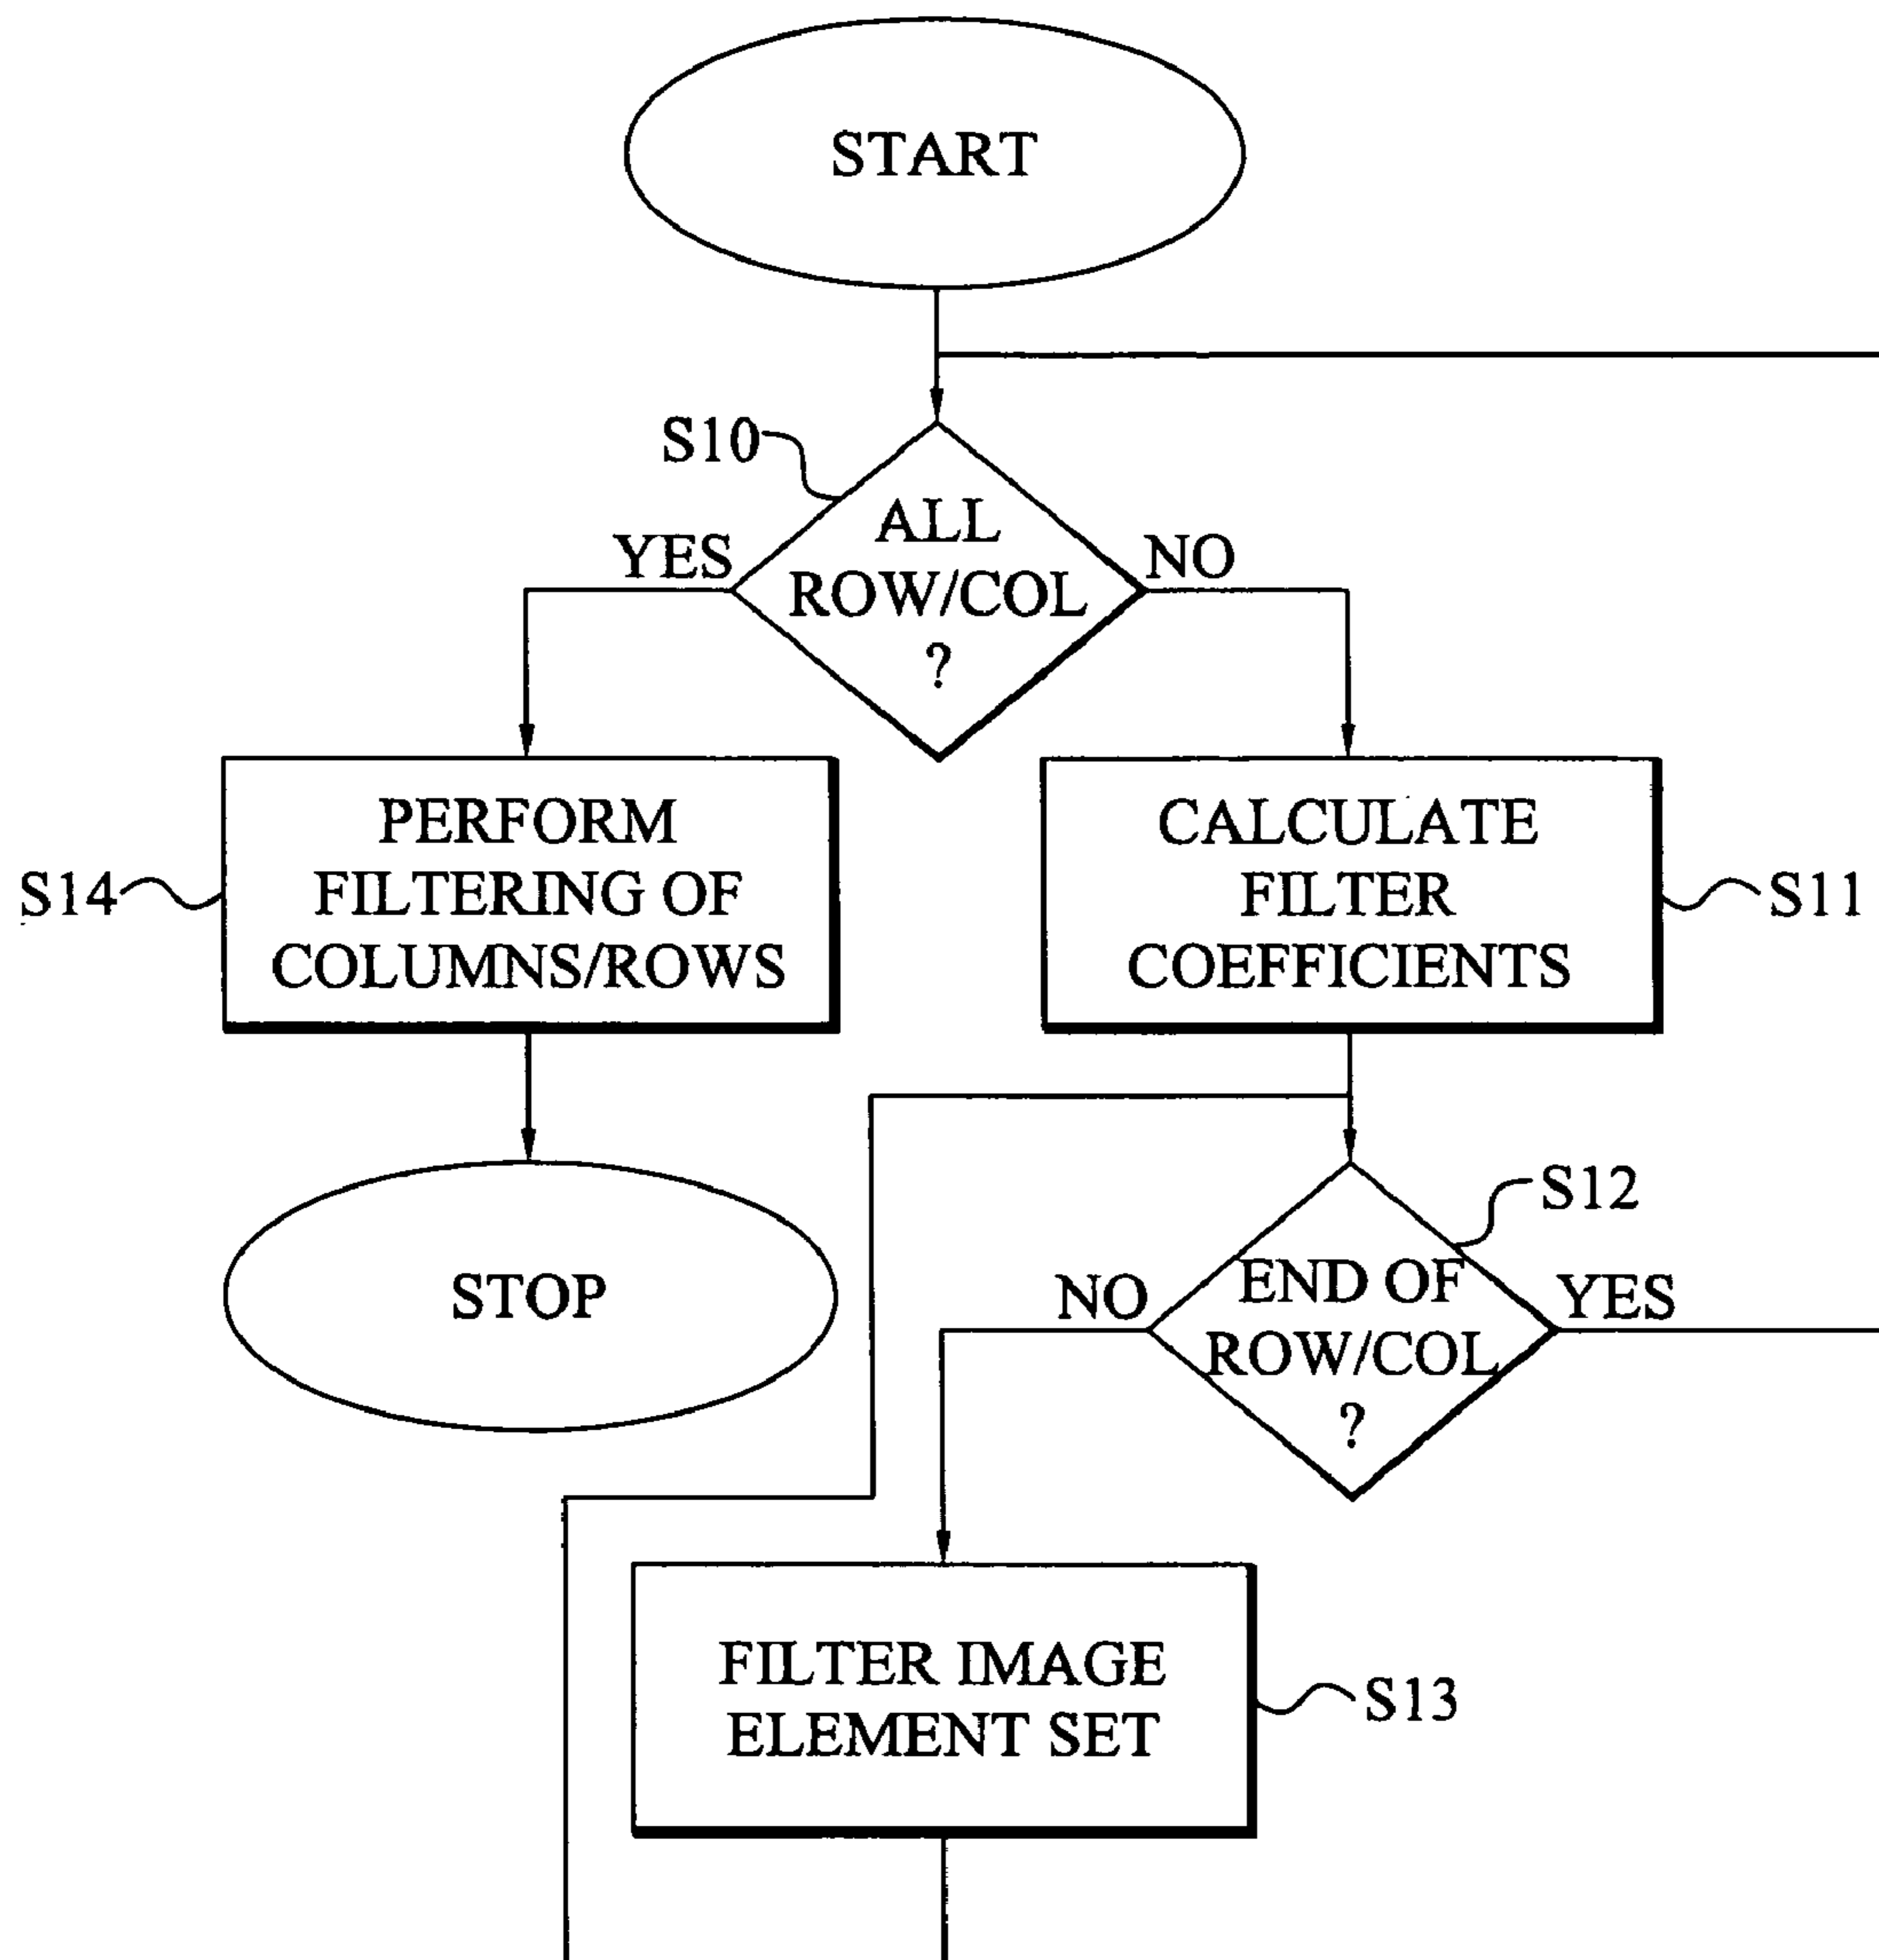 START
S10
ALL
ROW/COL
?
YES
NO
PERFORM
FILTERING OF
COLUMNS/ROWS
S14
CALCULATE
FILTER
COEFFICIENTS
S11
STOP
S12
END OF
ROW/COL
?
NO
YES
FILTER IMAGE
ELEMENT SET
S13